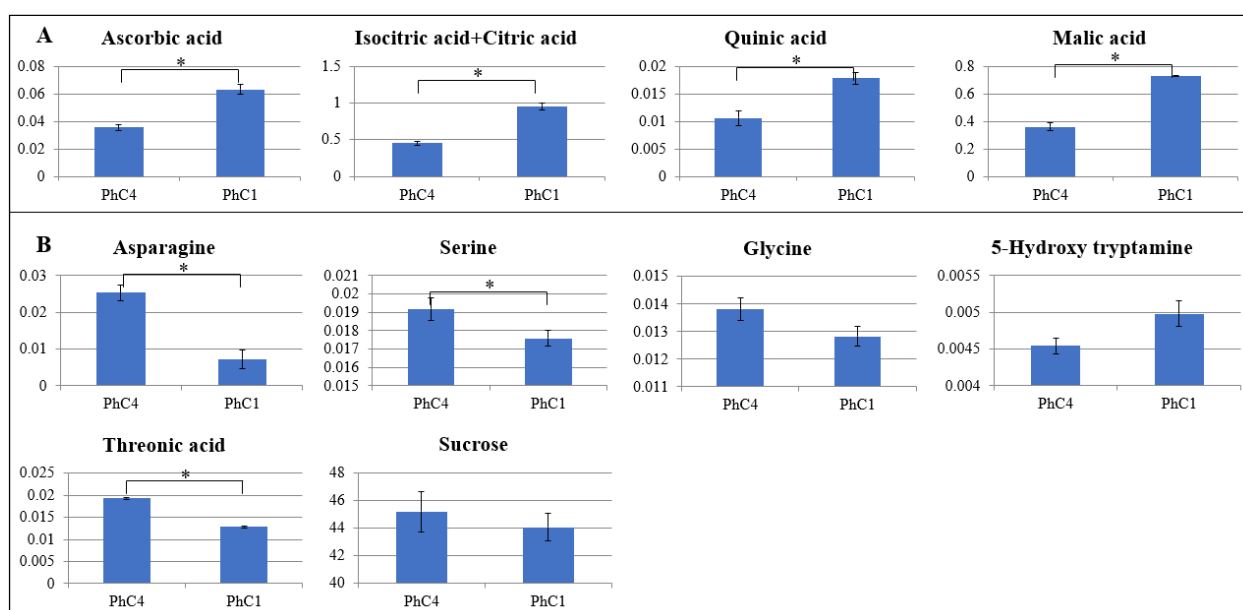 A
Ascorbic acid
0.08
0.06
0.04
0.02
0
*
PhC4 PhC1
Isocitric acid+Citric acid
1.5
1
0.5
0
*
PhC4 PhC1
Quinic acid
0.02
0.015
0.01
0.005
0
*
PhC4 PhC1
Malic acid
0.8
0.6
0.4
0.2
0
*
PhC4 PhC1
B
Asparagine
0.03
0.02
0.01
0
*
PhC4 PhC1
Serine
0.021
0.02
0.019
0.018
0.017
0.016
0.015
*
PhC4 PhC1
Glycine
0.015
0.014
0.013
0.012
0.011
PhC4 PhC1
5-Hydroxy tryptamine
0.0055
0.005
0.0045
0.004
PhC4 PhC1
Threonic acid
0.025
0.02
0.015
0.01
0.005
0
*
PhC4 PhC1
Sucrose
48
46
44
42
40
PhC4 PhC1